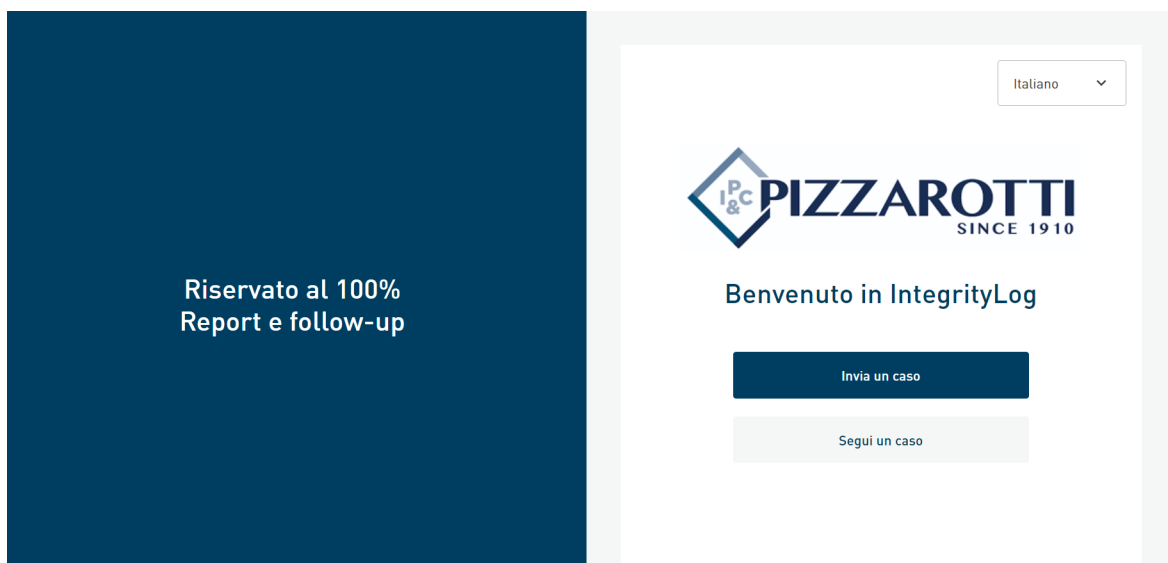 Riservato al 100%
Report e follow-up
Italiano
I P & C
PIZZAROTTI
SINCE 1910
Benvenuto in IntegrityLog
Invia un caso
Segui un caso